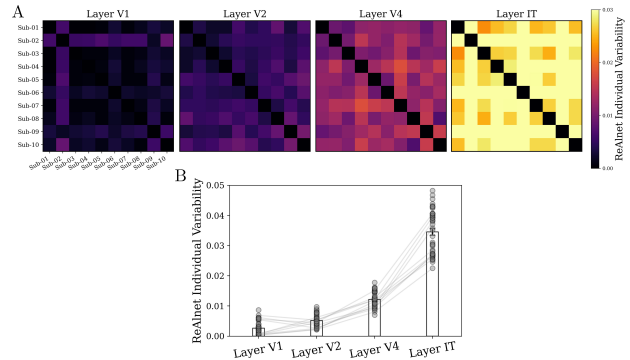 A
Layer V1
Layer V2
Layer V4
Layer IT
Sub-01
Sub-02
Sub-03
Sub-04
Sub-05
Sub-06
Sub-07
Sub-08
Sub-09
Sub-10
Sub-01
Sub-02
Sub-03
Sub-04
Sub-05
Sub-06
Sub-07
Sub-08
Sub-09
Sub-10
0.03
0.02
0.01
0.00
ReAlnet Individual Variability
B
0.05
0.04
0.03
0.02
0.01
0.00
ReAlnet Individual Variability
Layer V1
Layer V2
Layer V4
Layer IT